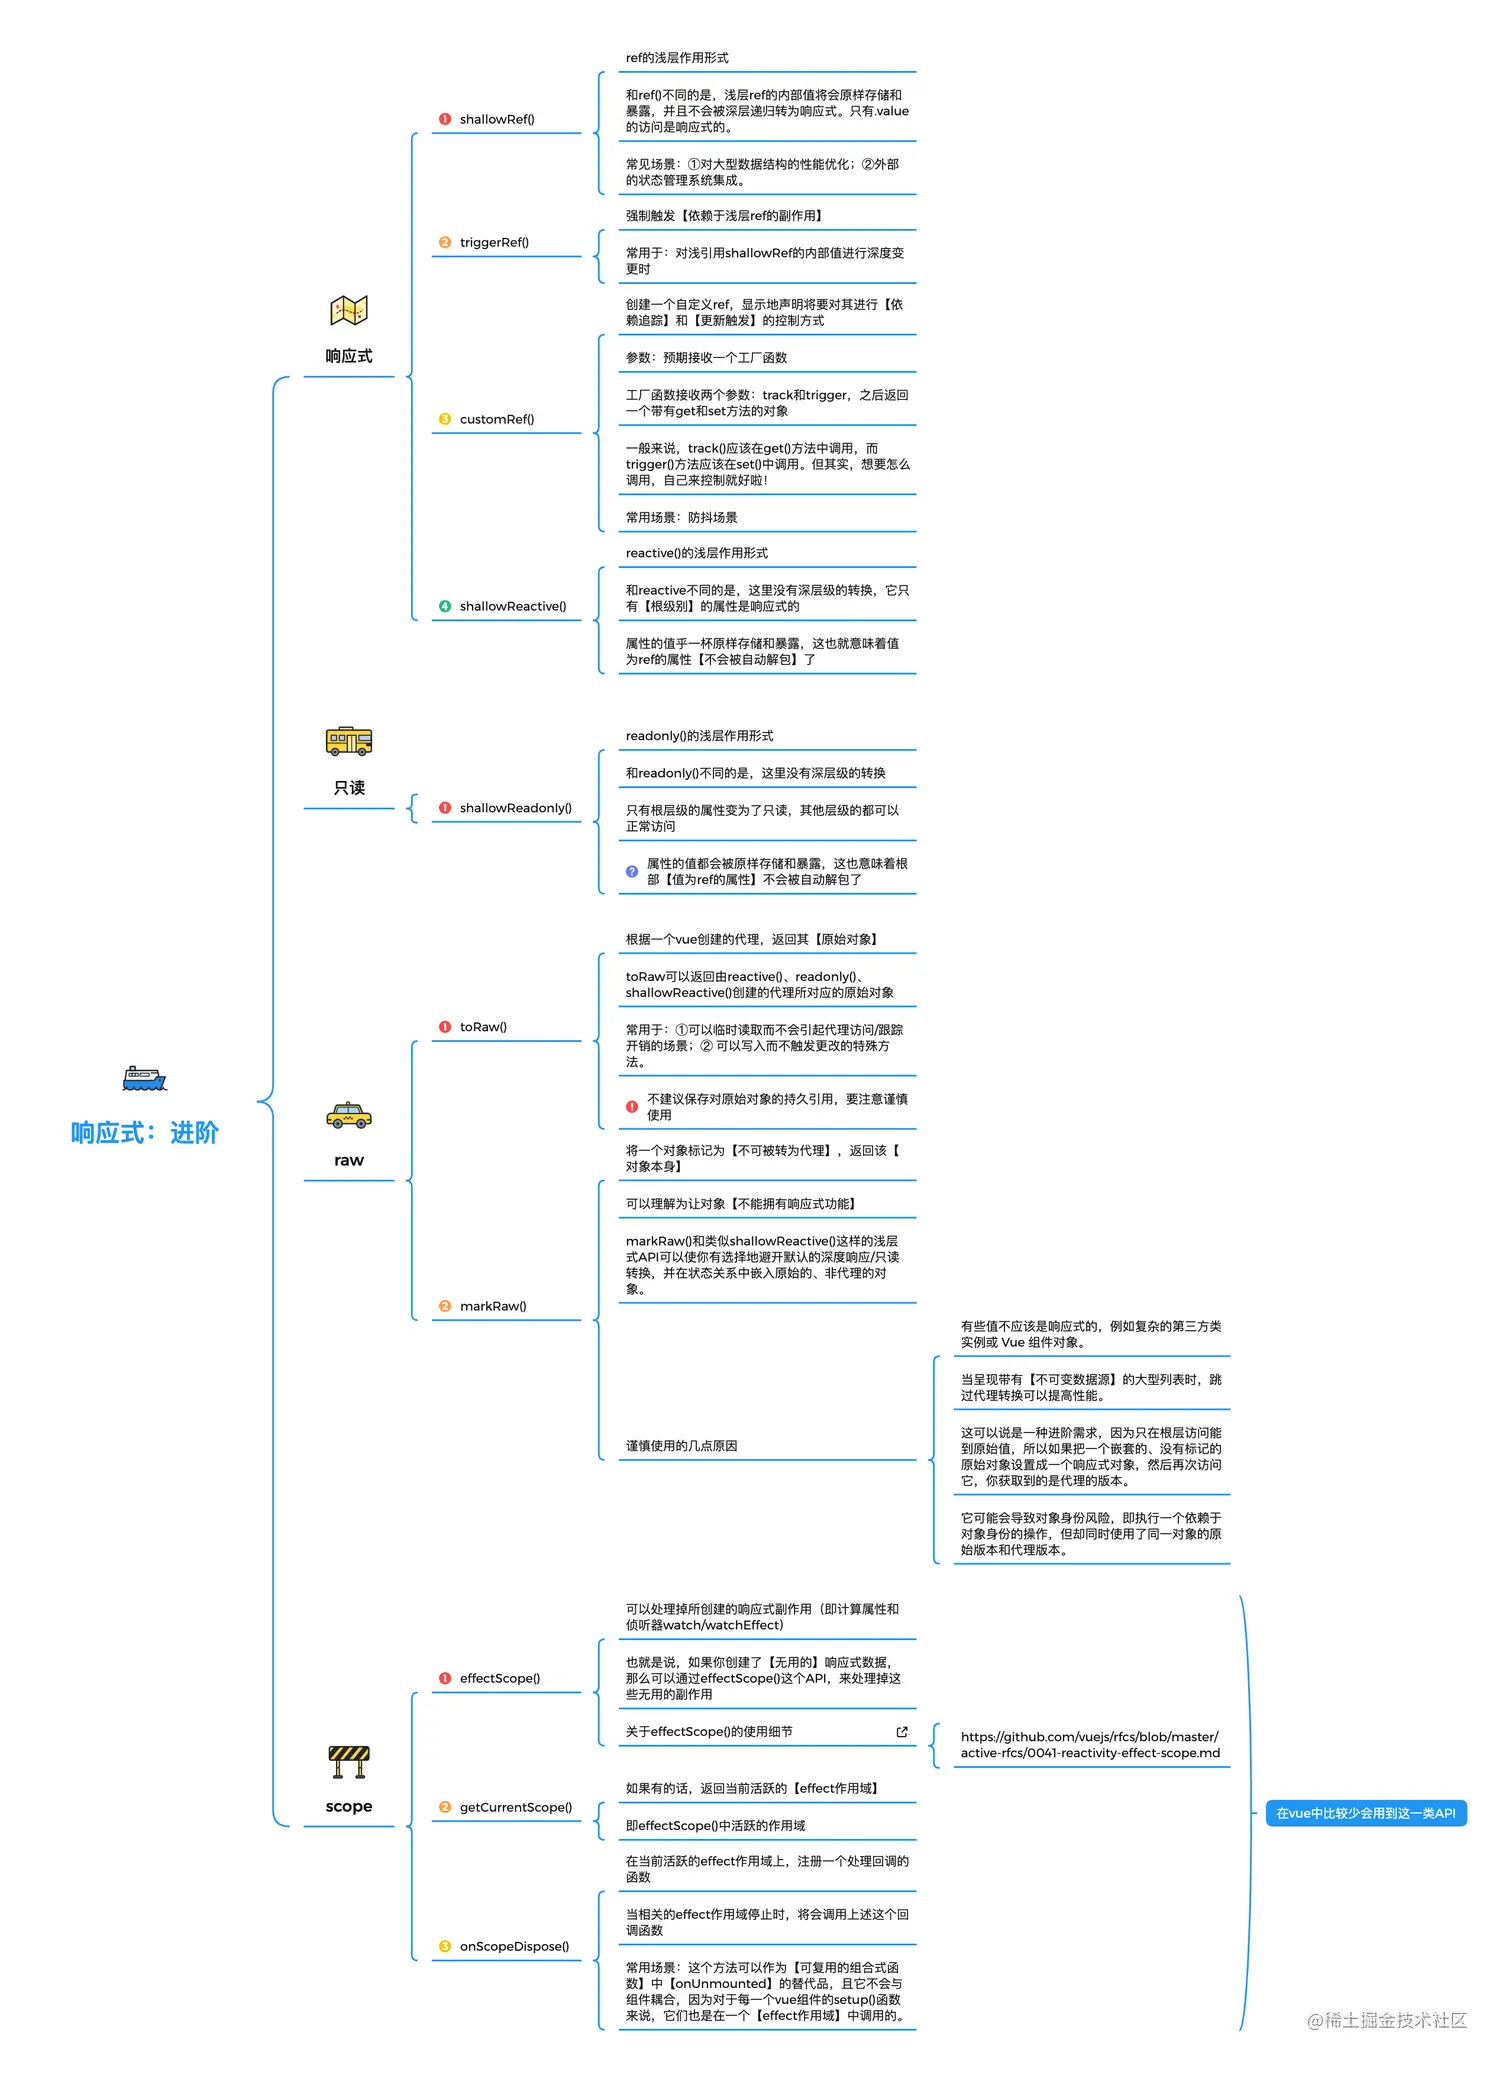 响应式：进阶
响应式
shallowRef()
ref的浅层作用形式
和ref()不同的是，浅层ref的内部值将会原样存储和
暴露，并且不会被深层递归转为响应式。只有.value
的访问是响应式的。
常见场景：①对大型数据结构的性能优化；②外部
的状态管理系统集成。
triggerRef()
强制触发【依赖于浅层ref的副作用】
常用于：对浅引用shallowRef的内部值进行深度变
更时
customRef()
创建一个自定义ref，显示地声明将要对其进行【依
赖追踪】和【更新触发】的控制方式
参数：预期接收一个工厂函数
工厂函数接收两个参数：track和trigger，之后返回
一个带有get和set方法的对象
一般来说，track()应该在get()方法中调用，而
trigger()方法应该在set()中调用。但其实，想要怎么
调用，自己来控制就好啦！
常用场景：防抖场景
shallowReactive()
reactive()的浅层作用形式
和reactive不同的是，这里没有深层级的转换，它只
有【根级别】的属性是响应式的
属性的值乎一杯原样存储和暴露，这也就意味着值
为ref的属性【不会被自动解包】了
只读
shallowReadonly()
readonly()的浅层作用形式
和readonly()不同的是，这里没有深层级的转换
只有根层级的属性变为了只读，其他层级的都可以
正常访问
属性的值都会被原样存储和暴露，这也意味着根
部【值为ref的属性】不会被自动解包了
raw
toRaw()
根据一个vue创建的代理，返回其【原始对象】
toRaw可以返回由reactive()、readonly()、
shallowReactive()创建的代理所对应的原始对象
常用于：①可以临时读取而不会引起代理访问/跟踪
开销的场景；② 可以写入而不触发更改的特殊方
法。
不建议保存对原始对象的持久引用，要注意谨慎
使用
markRaw()
将一个对象标记为【不可被转为代理】，返回该【
对象本身】
可以理解为让对象【不能拥有响应式功能】
markRaw()和类似shallowReactive()这样的浅层
式API可以使你有选择地避开默认的深度响应/只读
转换，并在状态关系中嵌入原始的、非代理的对
象。
谨慎使用的几点原因
有些值不应该是响应式的，例如复杂的第三方类
实例或 Vue 组件对象。
当呈现带有【不可变数据源】的大型列表时，跳
过代理转换可以提高性能。
这可以说是一种进阶需求，因为只在根层访问能
到原始值，所以如果把一个嵌套的、没有标记的
原始对象设置成一个响应式对象，然后再次访问
它，你获取到的是代理的版本。
它可能会导致对象身份风险，即执行一个依赖于
对象身份的操作，但却同时使用了同一对象的原
始版本和代理版本。
scope
effectScope()
可以处理掉所创建的响应式副作用（即计算属性和
侦听器watch/watchEffect）
也就是说，如果你创建了【无用的】响应式数据，
那么可以通过effectScope()这个API，来处理掉这
些无用的副作用
关于effectScope()的使用细节
https://github.com/vuejs/rfcs/blob/master/
active-rfcs/0041-reactivity-effect-scope.md
getCurrentScope()
如果有的话，返回当前活跃的【effect作用域】
即effectScope()中活跃的作用域
onScopeDispose()
在当前活跃的effect作用域上，注册一个处理回调的
函数
当相关的effect作用域停止时，将会调用上述这个回
调函数
常用场景：这个方法可以作为【可复用的组合式函
数】中【onUnmounted】的替代品，且它不会与
组件耦合，因为对于每一个vue组件的setup()函数
来说，它们也是在一个【effect作用域】中调用的。
在vue中比较少会用到这一类API
@稀土掘金技术社区